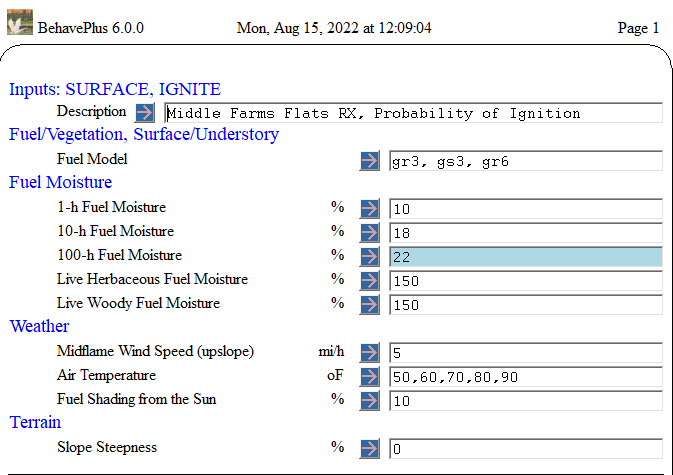 BehavePlus 6.0.0 Mon, Aug 15, 2022 at 12:09:04 Page 1
Inputs: SURFACE, IGNITE
Description Middle Farms Flats RX, Probability of Ignition
Fuel/Vegetation, Surface/Understory
Fuel Model gr3, gs3, gr6
Fuel Moisture
1-h Fuel Moisture % 10
10-h Fuel Moisture % 18
100-h Fuel Moisture % 22
Live Herbaceous Fuel Moisture % 150
Live Woody Fuel Moisture % 150
Weather
Midflame Wind Speed (upslope) mi/h 5
Air Temperature oF 50,60,70,80,90
Fuel Shading from the Sun % 10
Terrain
Slope Steepness % 0